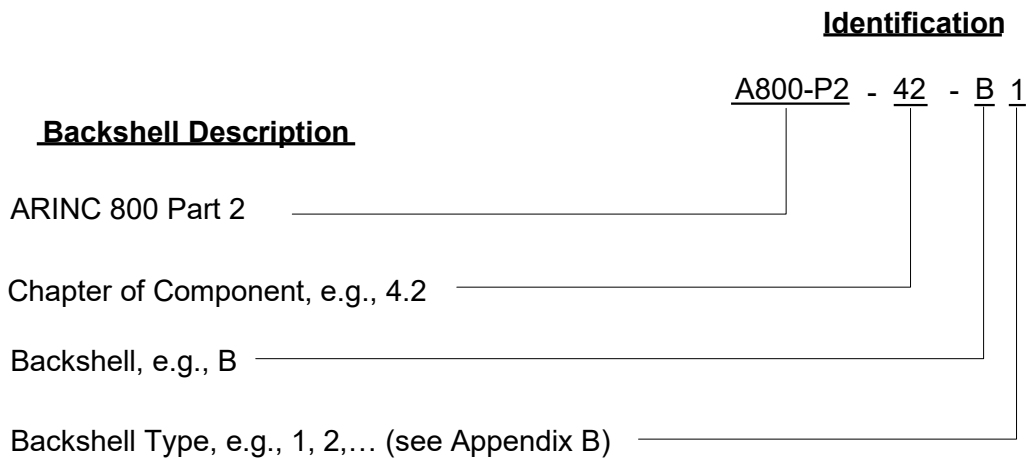 Identification
A800-P2 - 42 - B 1
Backshell Description
ARINC 800 Part 2
Chapter of Component, e.g., 4.2
Backshell, e.g., B
Backshell Type, e.g., 1, 2,… (see Appendix B)